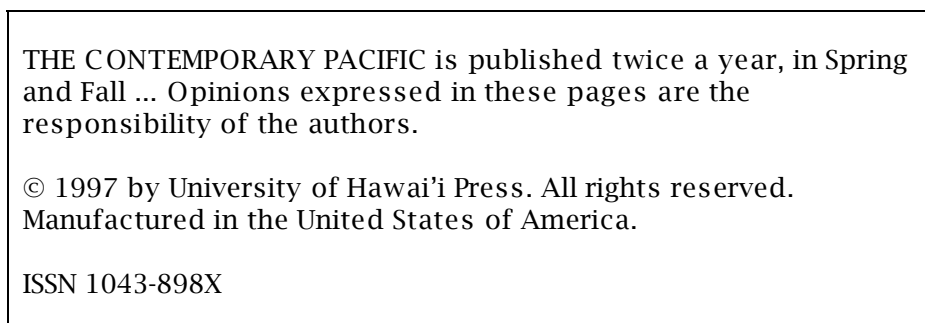 THE CONTEMPORARY PACIFIC is published twice a year, in Spring
and Fall ... Opinions expressed in these pages are the
responsibility of the authors.
© 1997 by University of Hawai'i Press. All rights reserved.
Manufactured in the United States of America.
ISSN 1043-898X